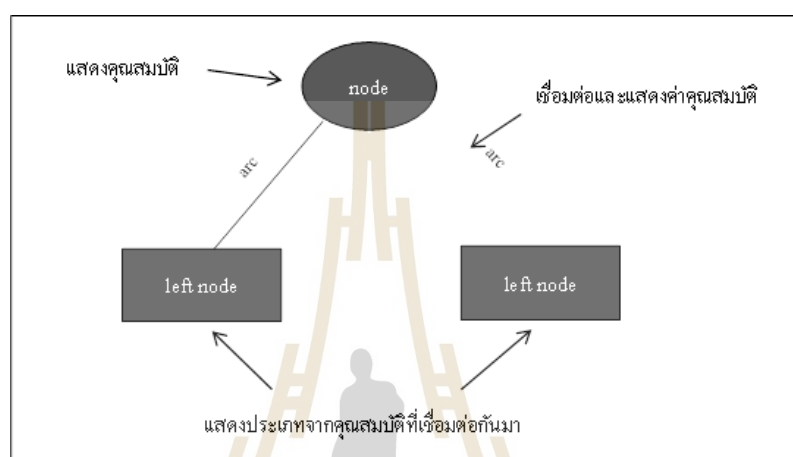 แสดงคุณสมบัติ
node
เชื่อมต่อและแสดงค่าคุณสมบัติ
arc
arc
left node
left node
แสดงประเภทจากคุณสมบัติที่เชื่อมต่อกันมา